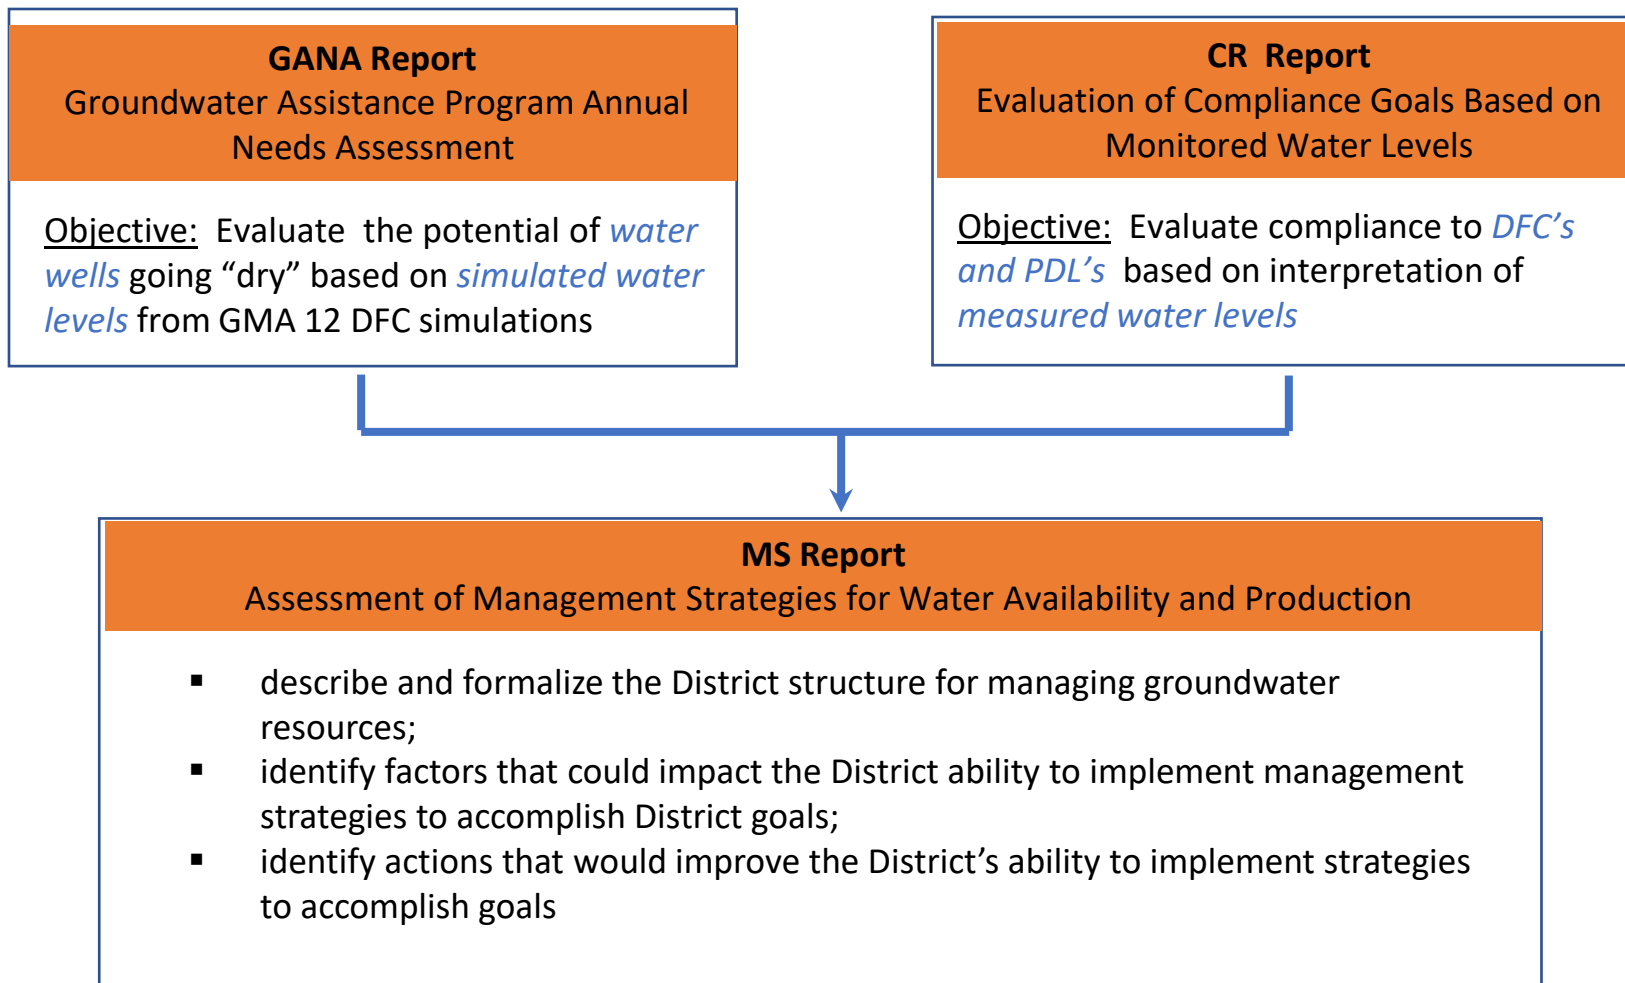 GANA Report
Groundwater Assistance Program Annual
Needs Assessment
Objective: Evaluate the potential of water
wells going “dry” based on simulated water
levels from GMA 12 DFC simulations
CR Report
Evaluation of Compliance Goals Based on
Monitored Water Levels
Objective: Evaluate compliance to DFC’s
and PDL’s based on interpretation of
measured water levels
MS Report
Assessment of Management Strategies for Water Availability and Production
▪ describe and formalize the District structure for managing groundwater
resources;
▪ identify factors that could impact the District ability to implement management
strategies to accomplish District goals;
▪ identify actions that would improve the District’s ability to implement strategies
to accomplish goals